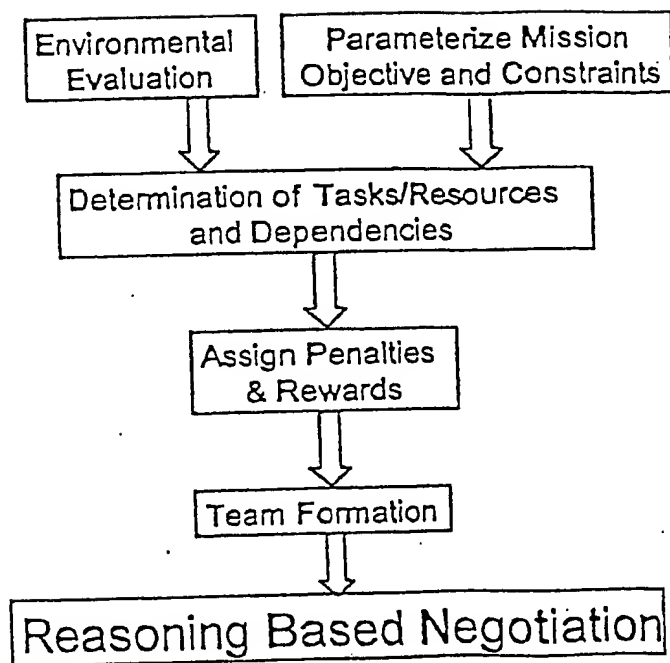 Environmental
Evaluation
Parameterize Mission
Objective and Constraints
Determination of Tasks/Resources
and Dependencies
Assign Penalties
& Rewards
Team Formation
Reasoning Based Negotiation